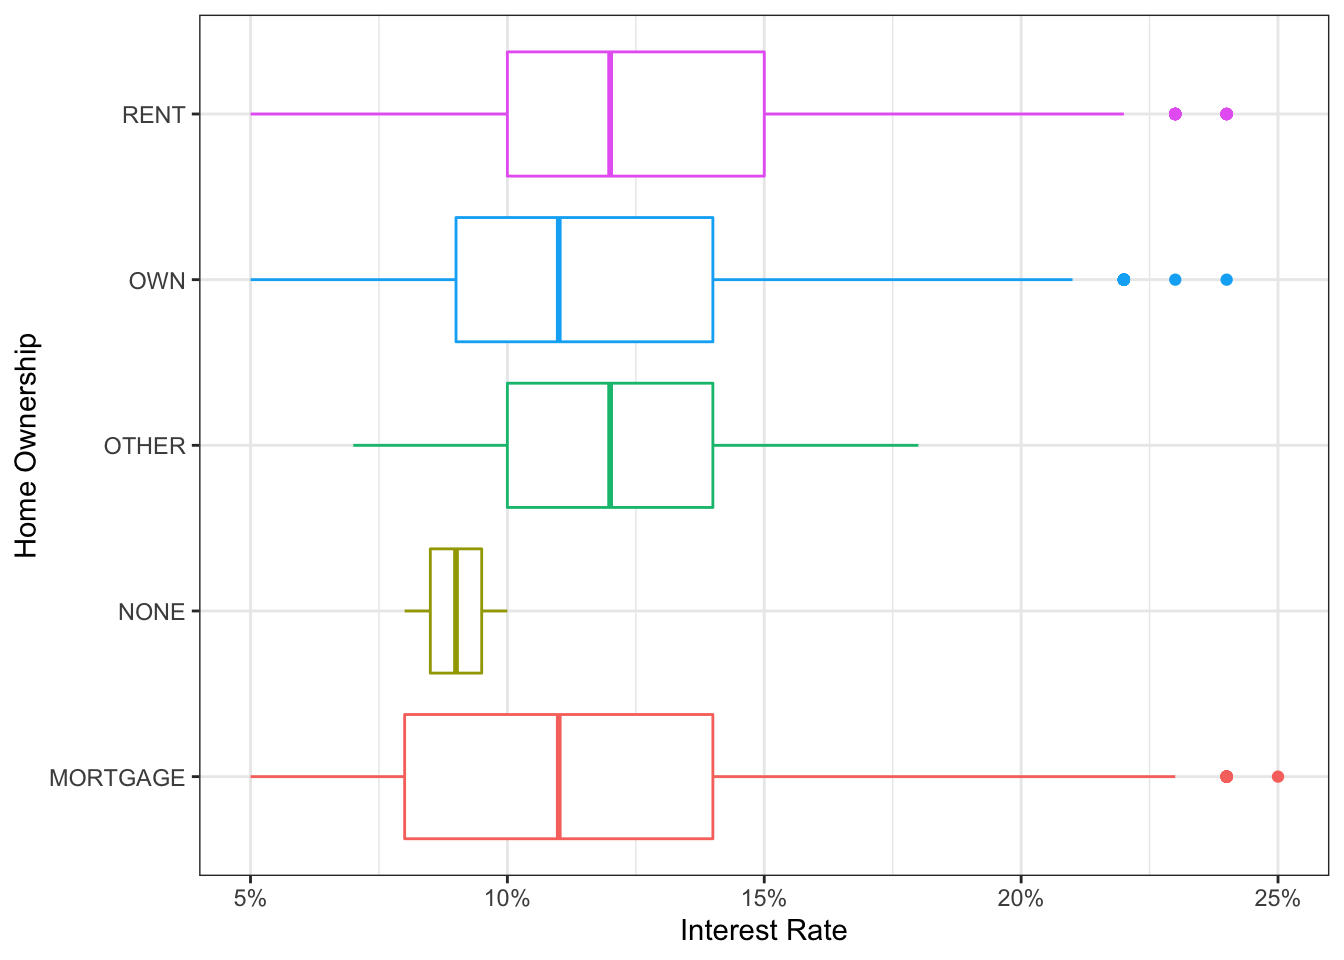 RENT
OWN
OTHER
NONE
MORTGAGE
Home Ownership
5% 10% 15% 20% 25%
Interest Rate